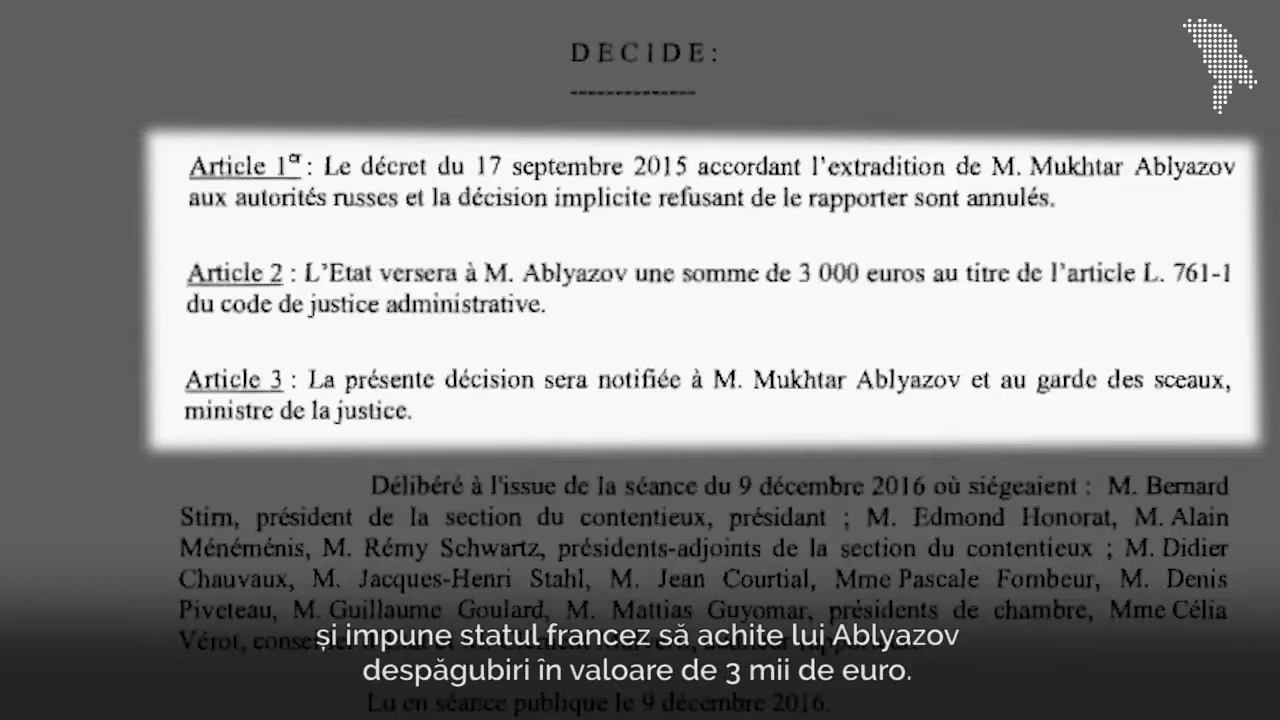 DECIDE:
Article 1er : Le décret du 17 septembre 2015 accordant l'extradition de M. Mukhtar Ablyazov
aux autorités russes et la décision implicite refusant de le rapporter sont annulés.
Article 2 : L'Etat versera à M. Ablyazov une somme de 3 000 euros au titre de l'article L. 761-1
du code de justice administrative.
Article 3 : La présente décision sera notifiée à M. Mukhtar Ablyazov et au garde des sceaux,
ministre de la justice.
Délibéré à l'issue de la séance du 9 décembre 2016 où siégeaient : M. Bernard
Stirn, président de la section du contentieux, présidant ; M. Edmond Honorat, M. Alain
Ménéménis, M. Rémy Schwartz, présidents-adjoints de la section du contentieux ; M. Didier
Chauvaux, M. Jacques-Henri Stahl, M. Jean Courtial, Mme Pascale Fombeur, M. Denis
Piveteau, M. Guillaume Goulard, M. Mattias Guyomar, présidents de chambre, Mme Célia
Vérot,
și impune statul francez să achite lui Ablyazov
despăgubiri în valoare de 3 mii de euro.
Lu en séance publique le 9 décembre 2016.